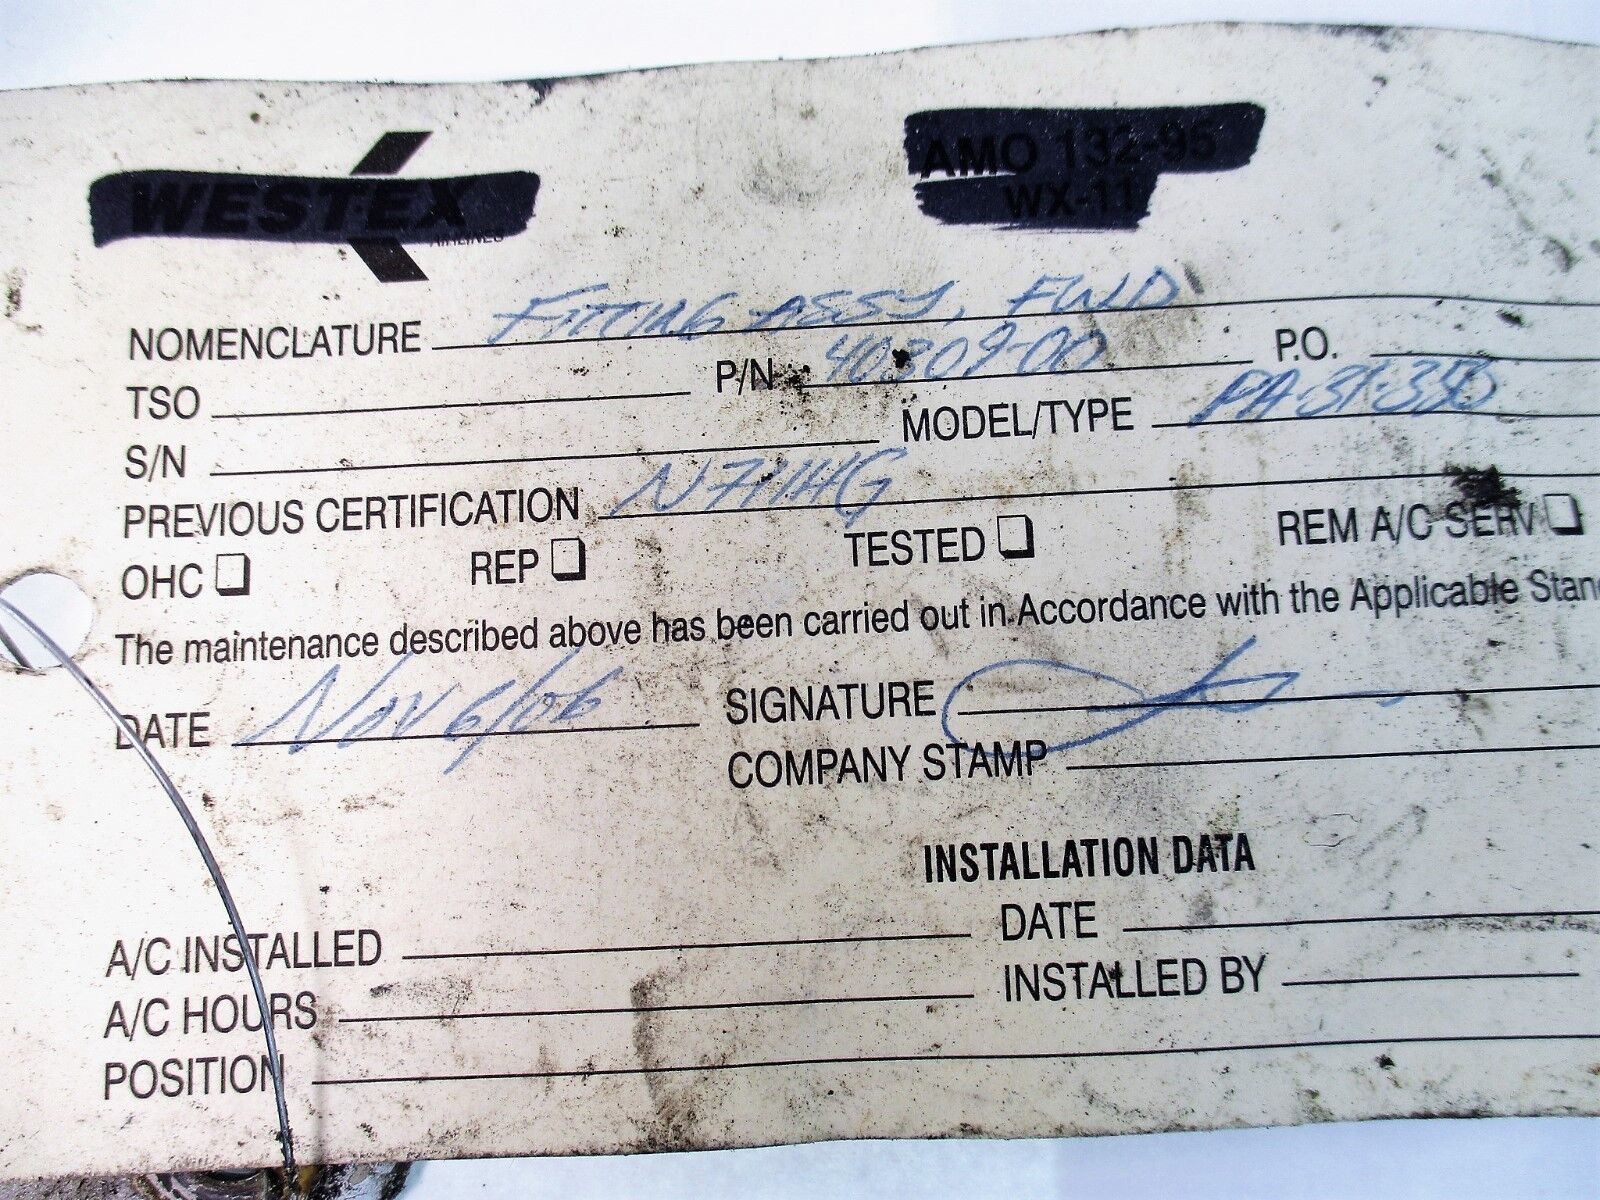 WESTEX
AIRLINES
AMO 132-95
WX-11
NOMENCLATURE FITTING ASSY, FWD
TSO P/N 40309-00 P.O.
S/N MODEL/TYPE PA-31-350
PREVIOUS CERTIFICATION N711HG
OHC ❑ REP ❑ TESTED ❑ REM A/C SERV ❑
The maintenance described above has been carried out in Accordance with the Applicable Stan
DATE NOV 6/06 SIGNATURE
COMPANY STAMP
INSTALLATION DATA
A/C INSTALLED DATE
A/C HOURS INSTALLED BY
POSITION